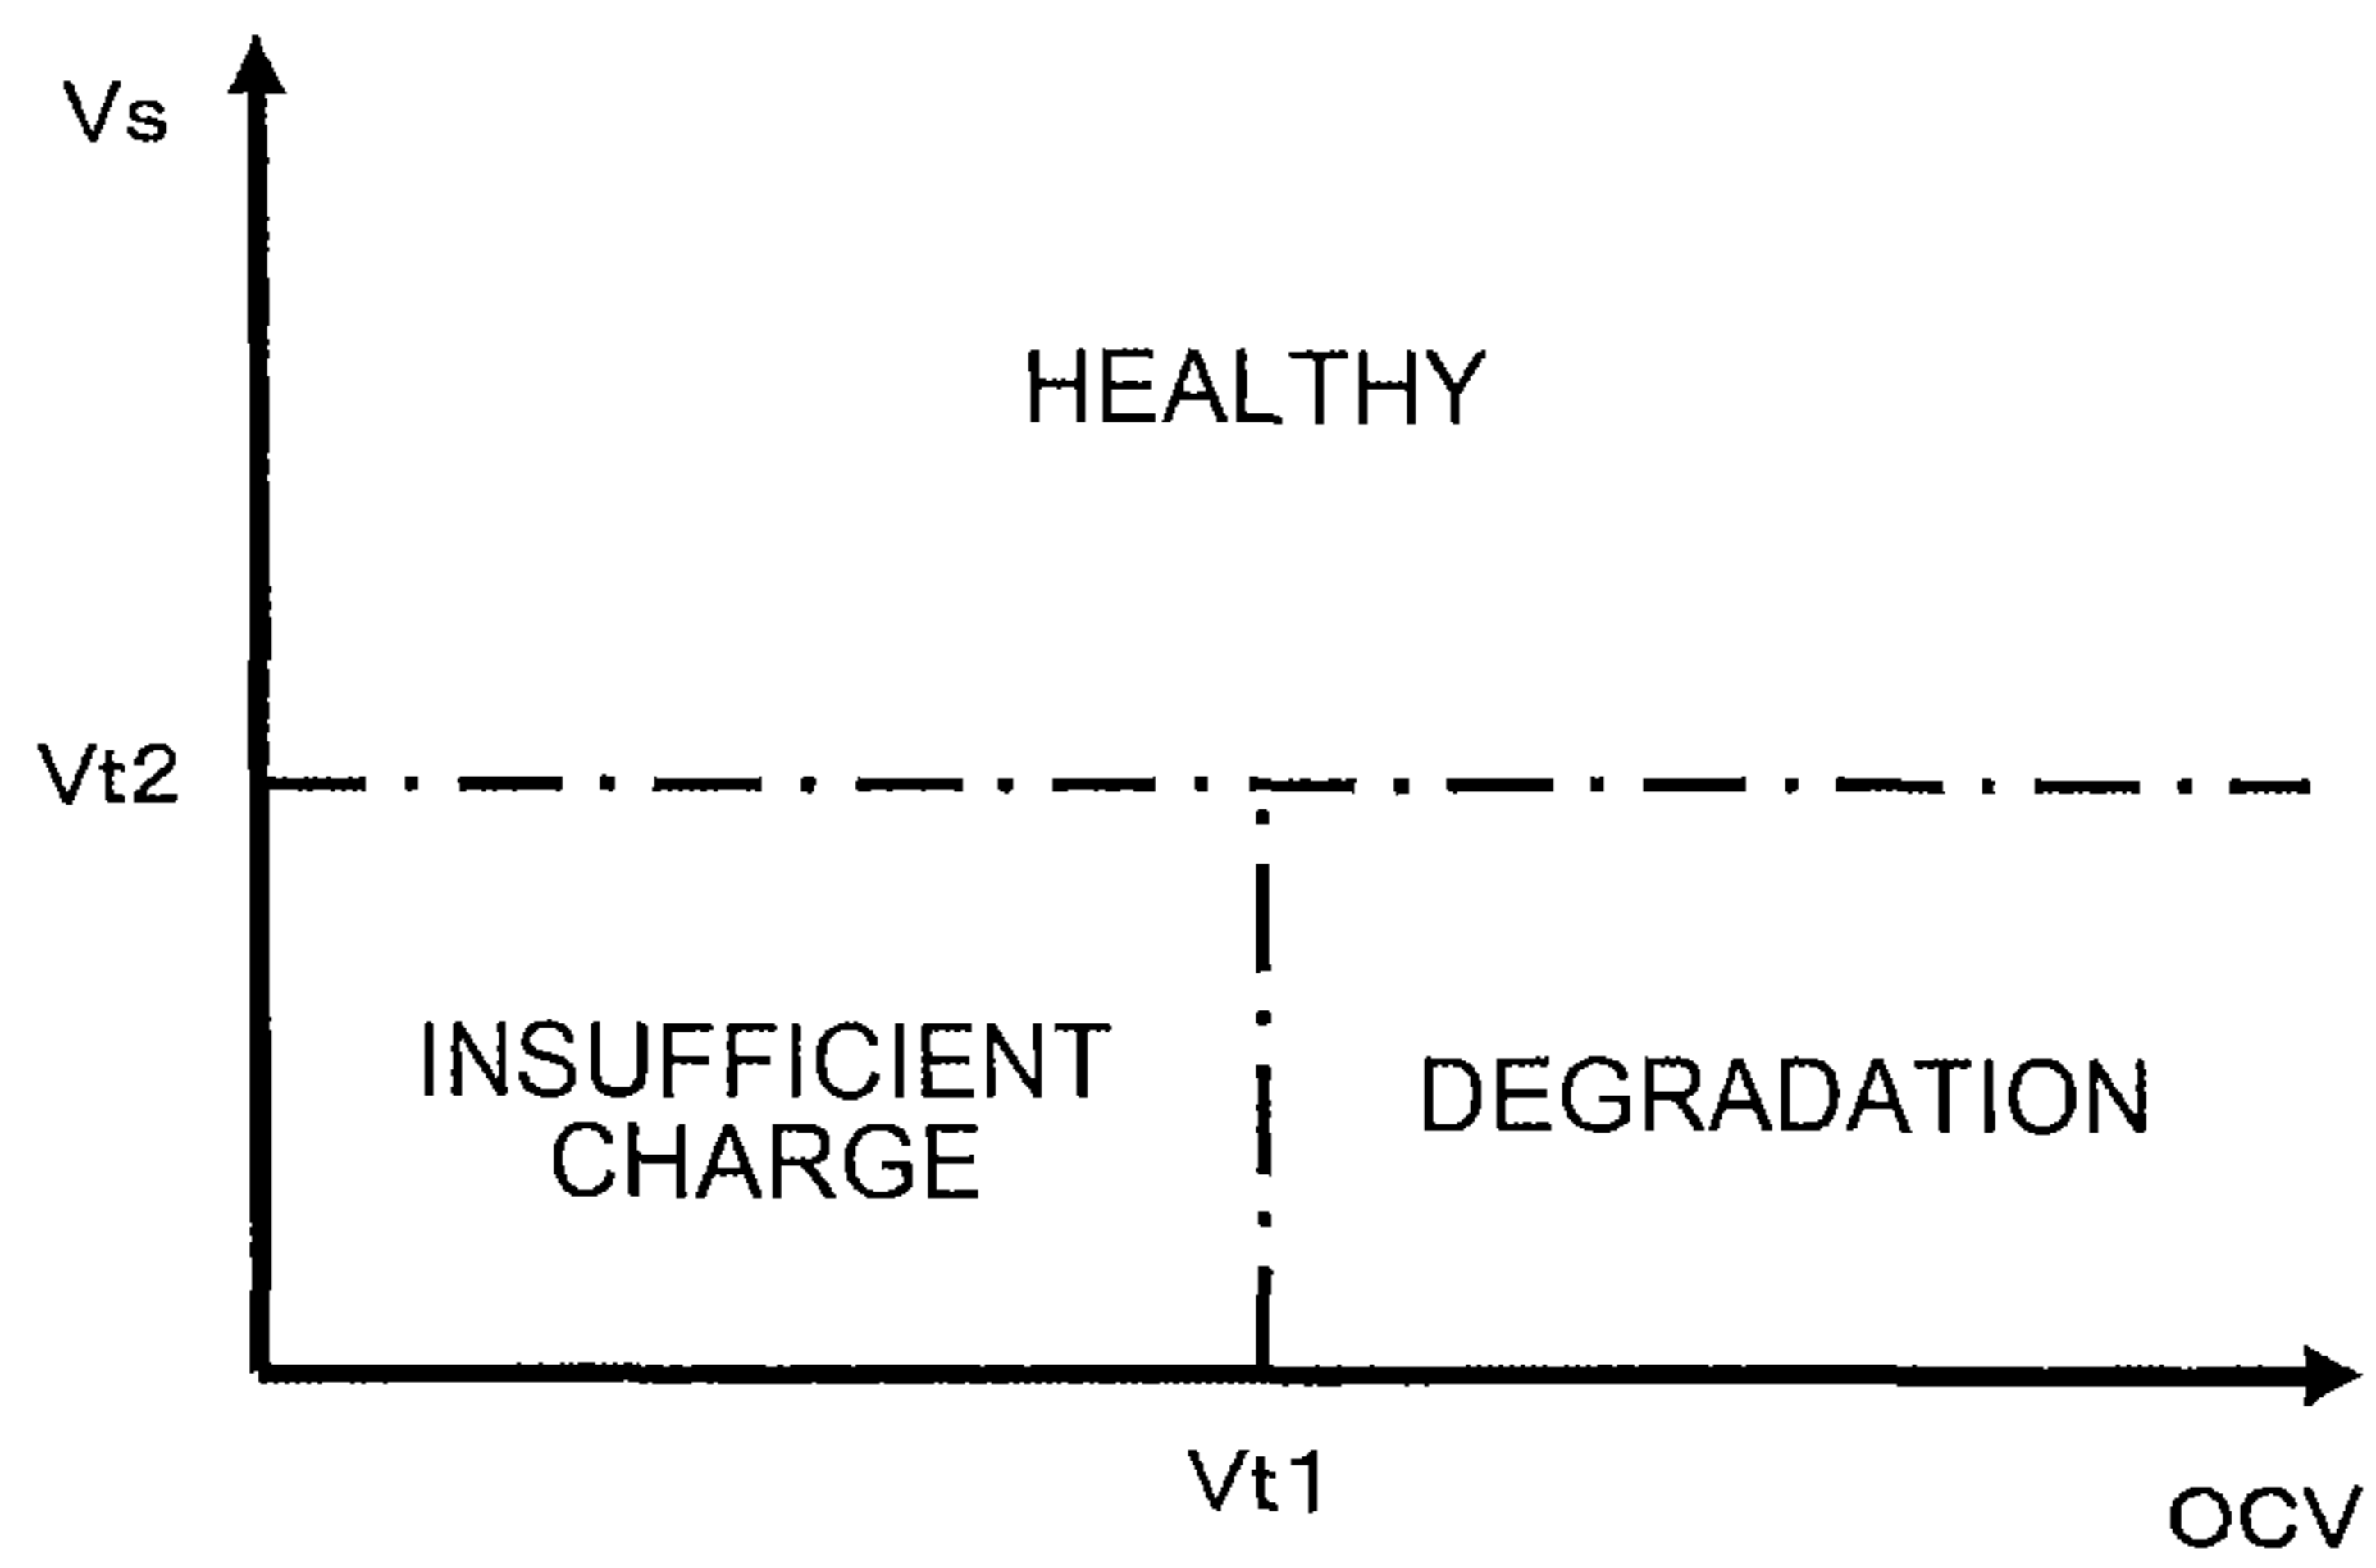 Vs
HEALTHY
Vt2
INSUFFICIENT
CHARGE
DEGRADATION
Vt1
OCV